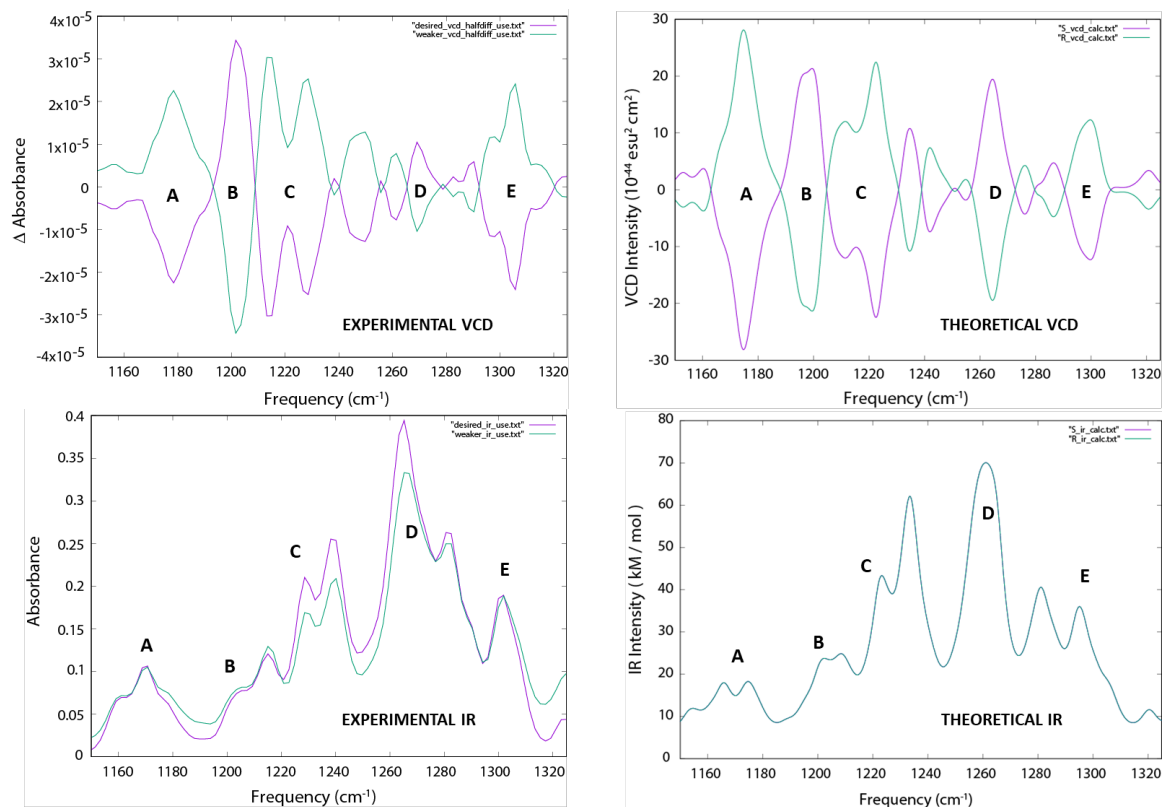 4x10⁻⁵
3x10⁻⁵
2x10⁻⁵
1x10⁻⁵
0
-1x10⁻⁵
-2x10⁻⁵
-3x10⁻⁵
-4x10⁻⁵
Δ Absorbance
"desired_vcd_halfdiff_use.txt"
"weaker_vcd_halfdiff_use.txt"
A B C D E
EXPERIMENTAL VCD
1160 1180 1200 1220 1240 1260 1280 1300 1320
Frequency (cm⁻¹)
30
20
10
0
-10
-20
-30
VCD Intensity (10⁻⁴⁴ esu² cm²)
"S_vcd_calc.txt"
"R_vcd_calc.txt"
A B C D E
THEORETICAL VCD
1160 1180 1200 1220 1240 1260 1280 1300 1320
Frequency (cm⁻¹)
0.4
0.35
0.3
0.25
0.2
0.15
0.1
0.05
0
Absorbance
"desired_ir_use.txt"
"weaker_ir_use.txt"
A B C D E
EXPERIMENTAL IR
1160 1180 1200 1220 1240 1260 1280 1300 1320
Frequency (cm⁻¹)
80
70
60
50
40
30
20
10
0
IR Intensity ( kM / mol )
"S_ir_calc.txt"
"R_ir_calc.txt"
A B C D E
THEORETICAL IR
1160 1180 1200 1220 1240 1260 1280 1300 1320
Frequency (cm⁻¹)